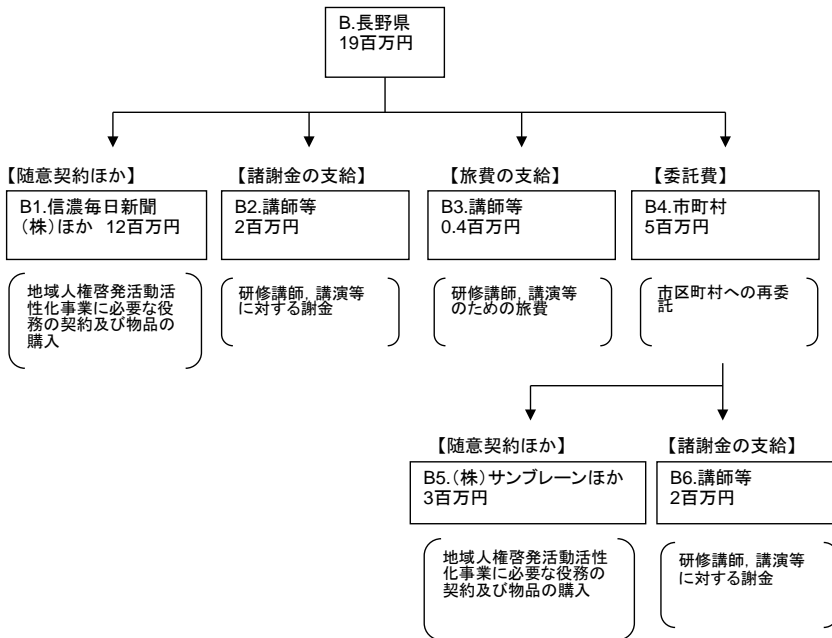 B.長野県
19百万円
【随意契約ほか】
【諸謝金の支給】
【旅費の支給】
【委託費】
B1.信濃毎日新聞
(株)ほか 12百万円
B2.講師等
2百万円
B3.講師等
0.4百万円
B4.市町村
5百万円
地域人権啓発活動活
性化事業に必要な役
務の契約及び物品の
購入
研修講師，講演等
に対する謝金
研修講師，講演等
のための旅費
市区町村への再委
託
【随意契約ほか】
【諸謝金の支給】
B5.(株)サンブレーンほか
3百万円
B6.講師等
2百万円
地域人権啓発活動活性
化事業に必要な役務の
契約及び物品の購入
研修講師，講演等
に対する謝金